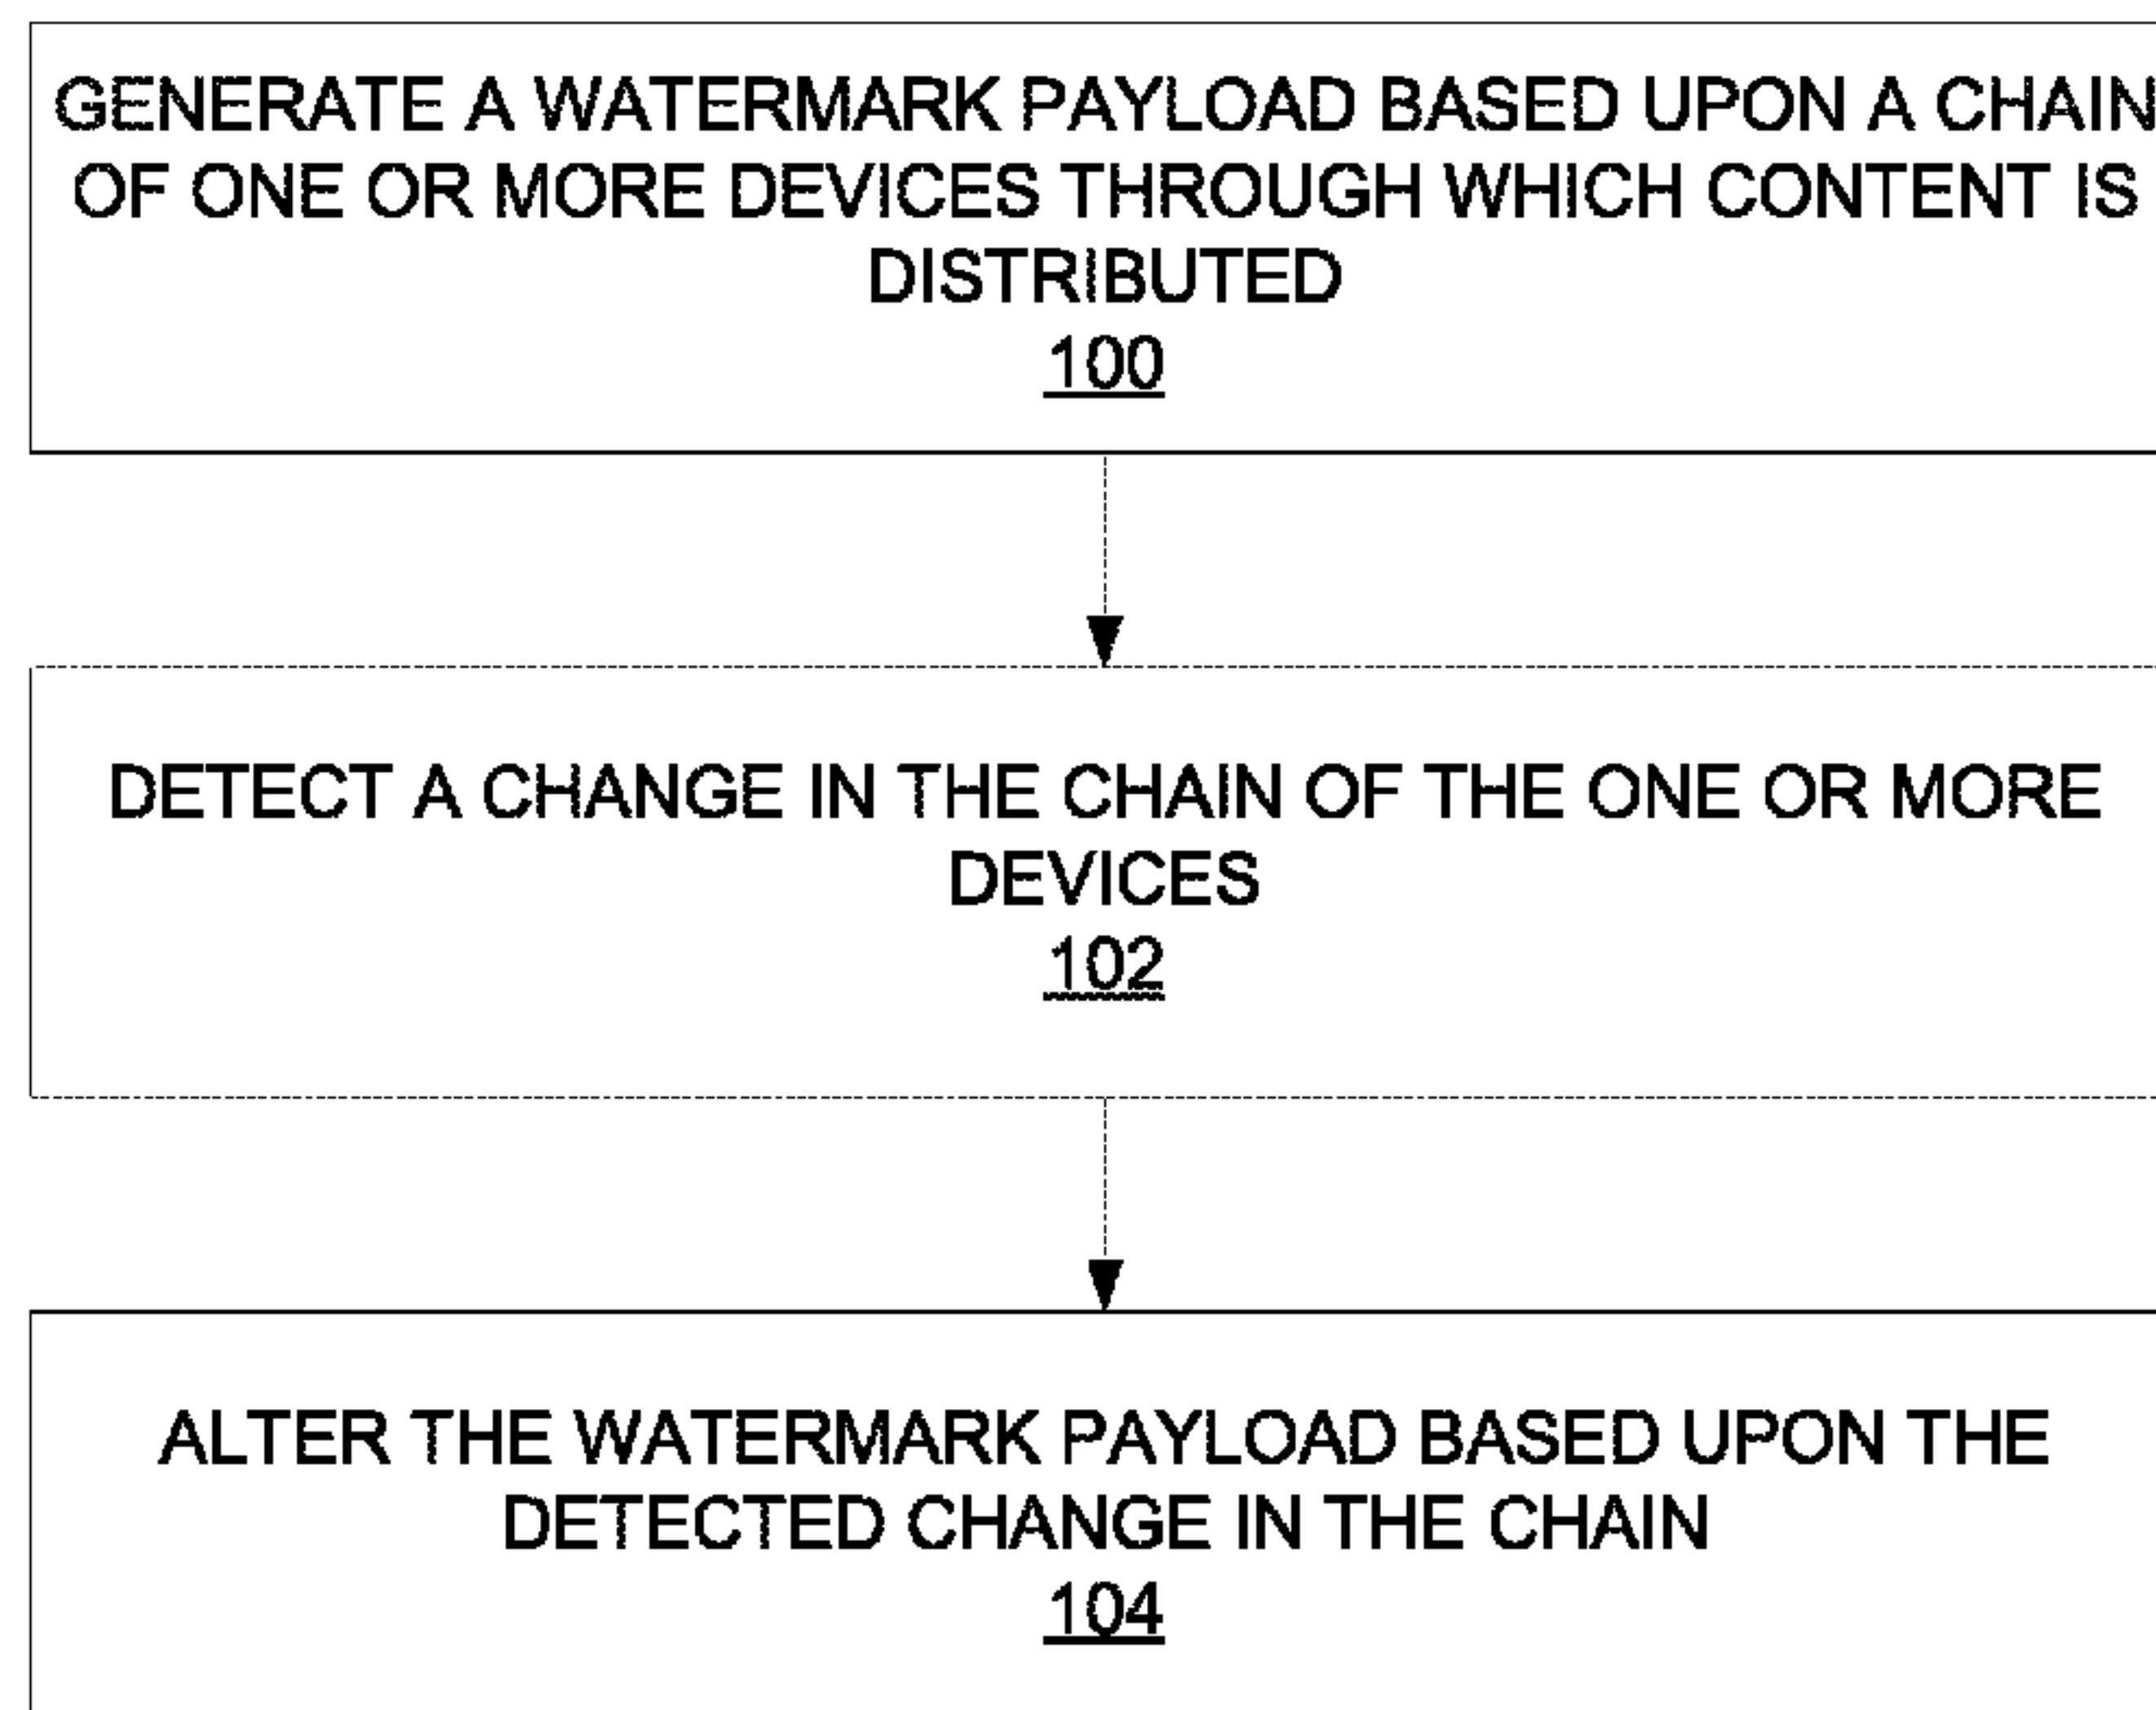 GENERATE A WATERMARK PAYLOAD BASED UPON A CHAIN
OF ONE OR MORE DEVICES THROUGH WHICH CONTENT IS
DISTRIBUTED
100
DETECT A CHANGE IN THE CHAIN OF THE ONE OR MORE
DEVICES
102
ALTER THE WATERMARK PAYLOAD BASED UPON THE
DETECTED CHANGE IN THE CHAIN
104